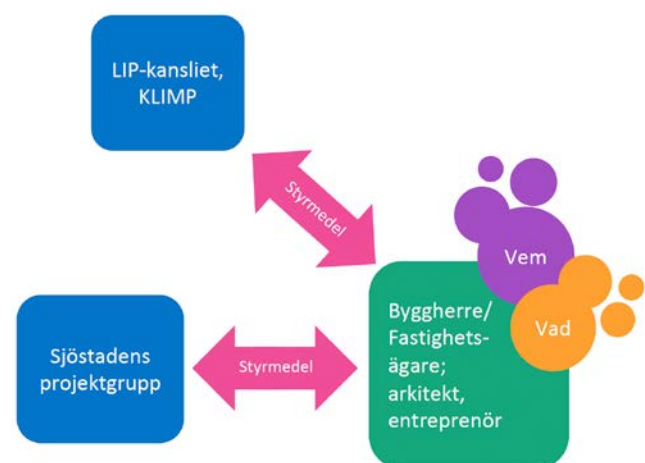 LIP-kansliet,
KLIMP
Styrmedel
Vem
Vad
Byggherre/
Fastighets-
ägare;
arkitekt,
entreprenör
Sjöstadens
projektgrupp
Styrmedel